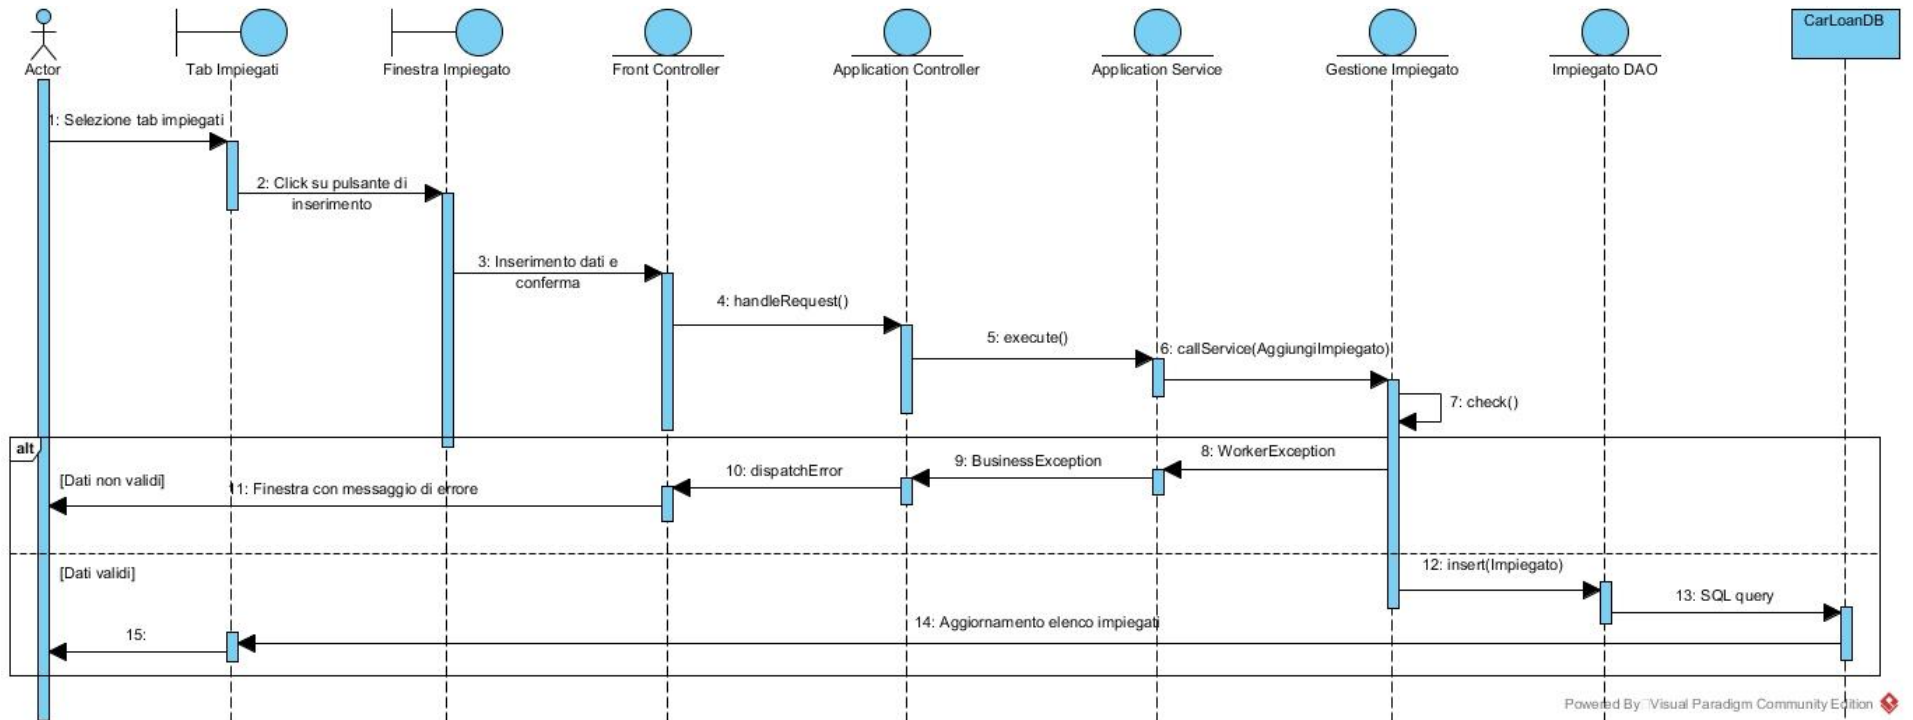 CarLoanDB
Actor
Tab Impiegati
Finestra Impiegato
Front Controller
Application Controller
Application Service
Gestione Impiegato
Impiegato DAO
1: Selezione tab impiegati
2: Click su pulsante di
inserimento
3: Inserimento dati e
conferma
4: handleRequest()
5: execute()
6: callService(AggiungiImpiegato)
7: check()
alt
8: WorkerException
9: BusinessException
10: dispatchError
[Dati non validi]
11: Finestra con messaggio di errore
[Dati validi]
12: insert(Impiegato)
13: SQL query
14: Aggiornamento elenco impiegati
15:
Powered By Visual Paradigm Community Edition